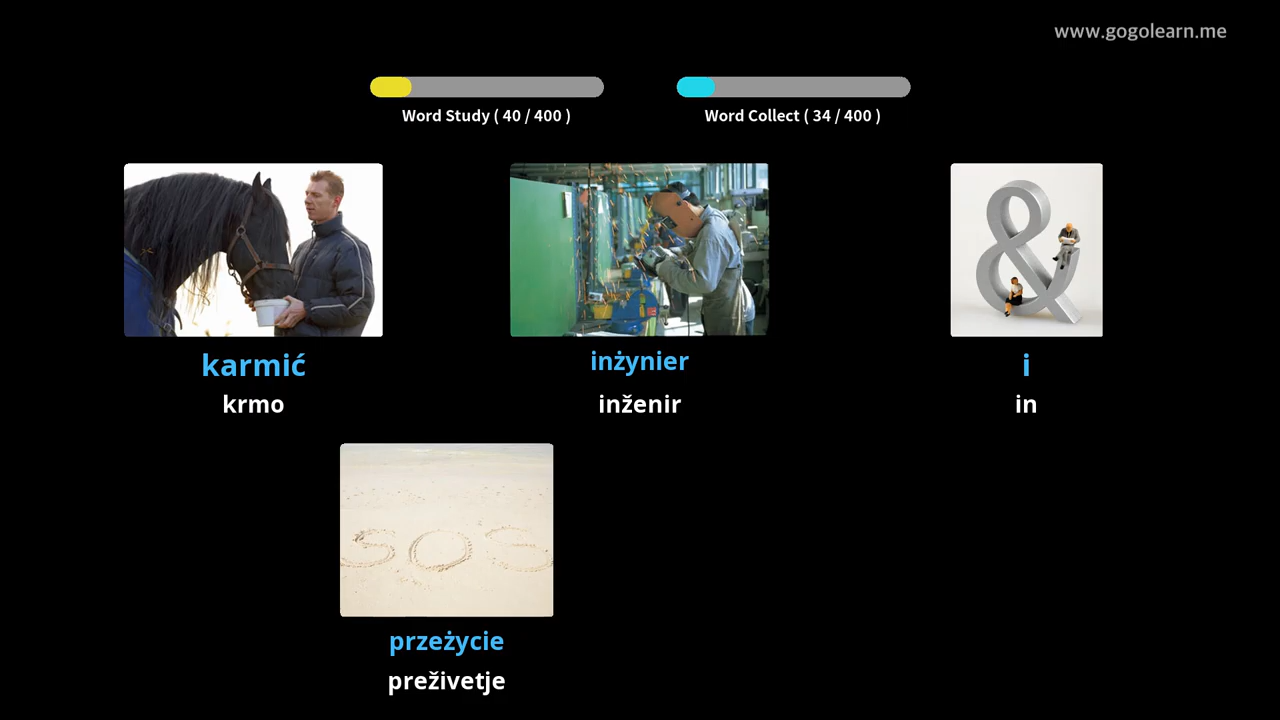 www.gogolearn.me
Word Study ( 40 / 400 )
Word Collect ( 34 / 400 )
karmić
krmo
inżynier
inženir
&
i
in
SOS
przeżycie
preživetje